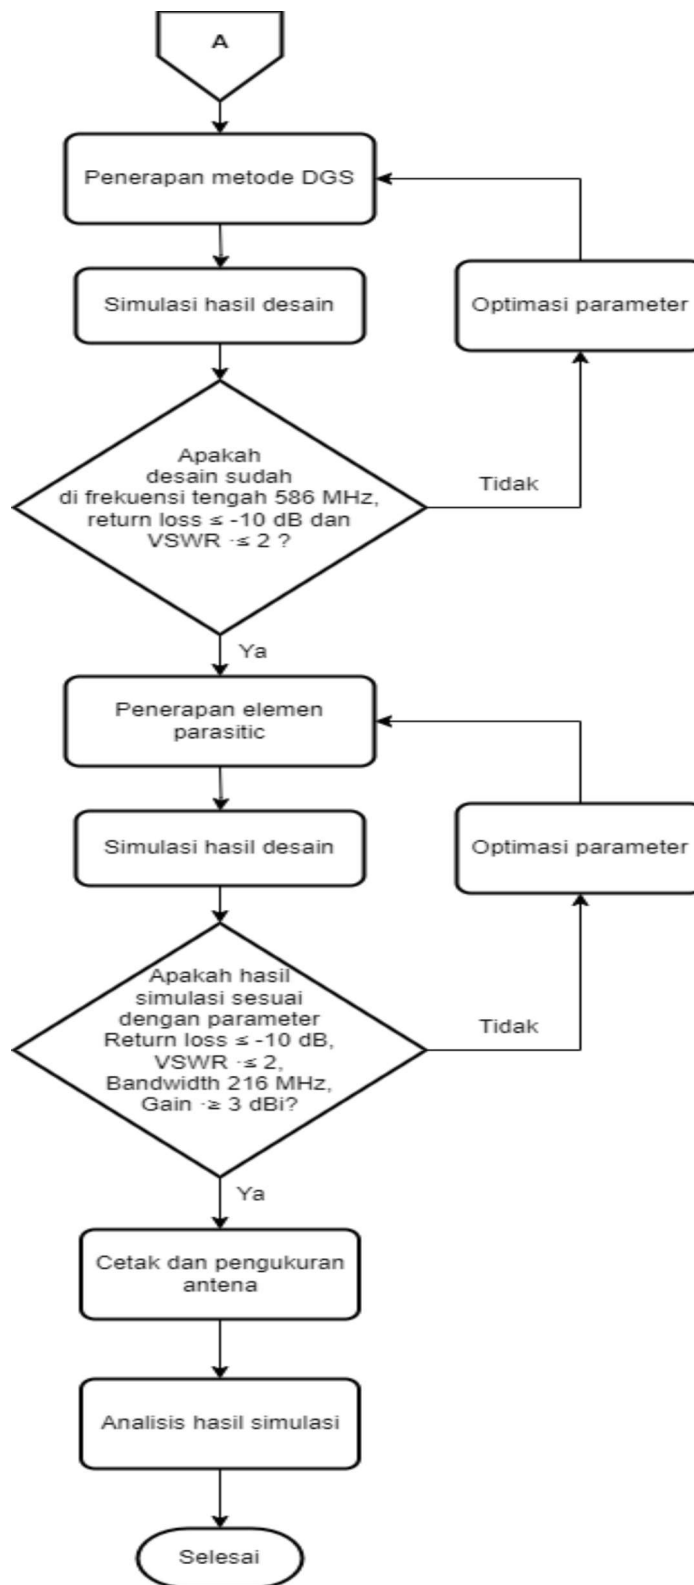 A
Penerapan metode DGS
Simulasi hasil desain
Optimasi parameter
Apakah
desain sudah
di frekuensi tengah 586 MHz,
return loss ≤ -10 dB dan
VSWR ·≤ 2 ?
Tidak
Ya
Penerapan elemen
parasitic
Simulasi hasil desain
Optimasi parameter
Apakah hasil
simulasi sesuai
dengan parameter
Return loss ≤ -10 dB,
VSWR ·≤ 2,
Bandwidth 216 MHz,
Gain ·≥ 3 dBi?
Tidak
Ya
Cetak dan pengukuran
antena
Analisis hasil simulasi
Selesai